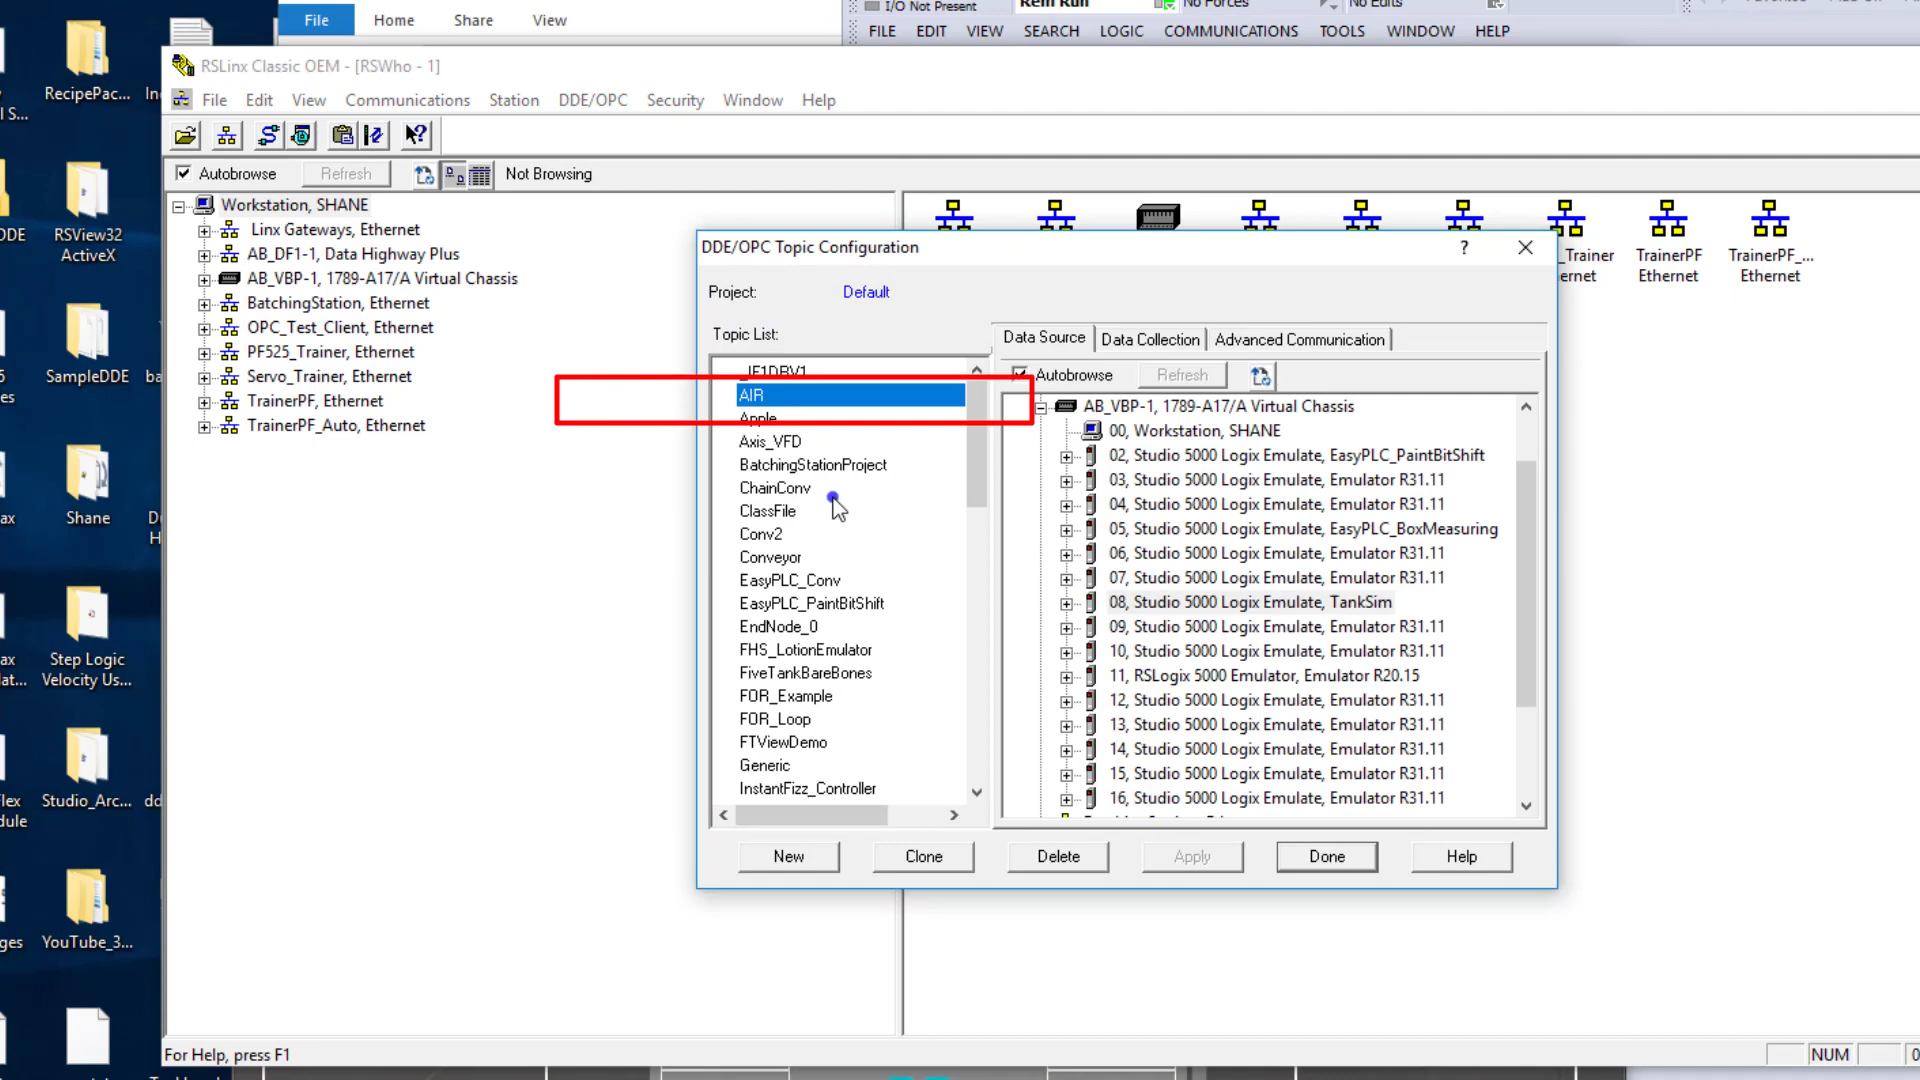 File Home Share View
I/O Not Present Rem Run No Forces No Edits
FILE EDIT VIEW SEARCH LOGIC COMMUNICATIONS TOOLS WINDOW HELP
RSLinx Classic OEM - [RSWho - 1]
File Edit View Communications Station DDE/OPC Security Window Help
Autobrowse Refresh Not Browsing
Workstation, SHANE
Linx Gateways, Ethernet
AB_DF1-1, Data Highway Plus
AB_VBP-1, 1789-A17/A Virtual Chassis
BatchingStation, Ethernet
OPC_Test_Client, Ethernet
PF525_Trainer, Ethernet
Servo_Trainer, Ethernet
TrainerPF, Ethernet
TrainerPF_Auto, Ethernet
_Trainer
TrainerPF
Ethernet
TrainerPF_...
Ethernet
DDE/OPC Topic Configuration ?
Project: Default
Topic List:
AIR
Apple
Axis_VFD
BatchingStationProject
ChainConv
ClassFile
Conv2
Conveyor
EasyPLC_Conv
EasyPLC_PaintBitShift
EndNode_0
FHS_LotionEmulator
FiveTankBareBones
FOR_Example
FOR_Loop
FTViewDemo
Generic
InstantFizz_Controller
Data Source Data Collection Advanced Communication
Autobrowse Refresh
AB_VBP-1, 1789-A17/A Virtual Chassis
00, Workstation, SHANE
02, Studio 5000 Logix Emulate, EasyPLC_PaintBitShift
03, Studio 5000 Logix Emulate, Emulator R31.11
04, Studio 5000 Logix Emulate, Emulator R31.11
05, Studio 5000 Logix Emulate, EasyPLC_BoxMeasuring
06, Studio 5000 Logix Emulate, Emulator R31.11
07, Studio 5000 Logix Emulate, Emulator R31.11
08, Studio 5000 Logix Emulate, TankSim
09, Studio 5000 Logix Emulate, Emulator R31.11
10, Studio 5000 Logix Emulate, Emulator R31.11
11, RSLogix 5000 Emulator, Emulator R20.15
12, Studio 5000 Logix Emulate, Emulator R31.11
13, Studio 5000 Logix Emulate, Emulator R31.11
14, Studio 5000 Logix Emulate, Emulator R31.11
15, Studio 5000 Logix Emulate, Emulator R31.11
16, Studio 5000 Logix Emulate, Emulator R31.11
New Clone Delete Apply Done Help
For Help, press F1
NUM
RecipePac...
RSView32
ActiveX
SampleDDE
Shane
Step Logic
Velocity Us...
Studio_Arc...
YouTube_3...